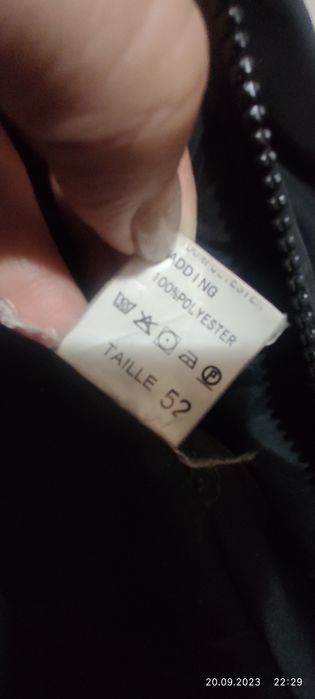 ADDING
100%POLYESTER
TAILLE 52
20.09.2023 22:29